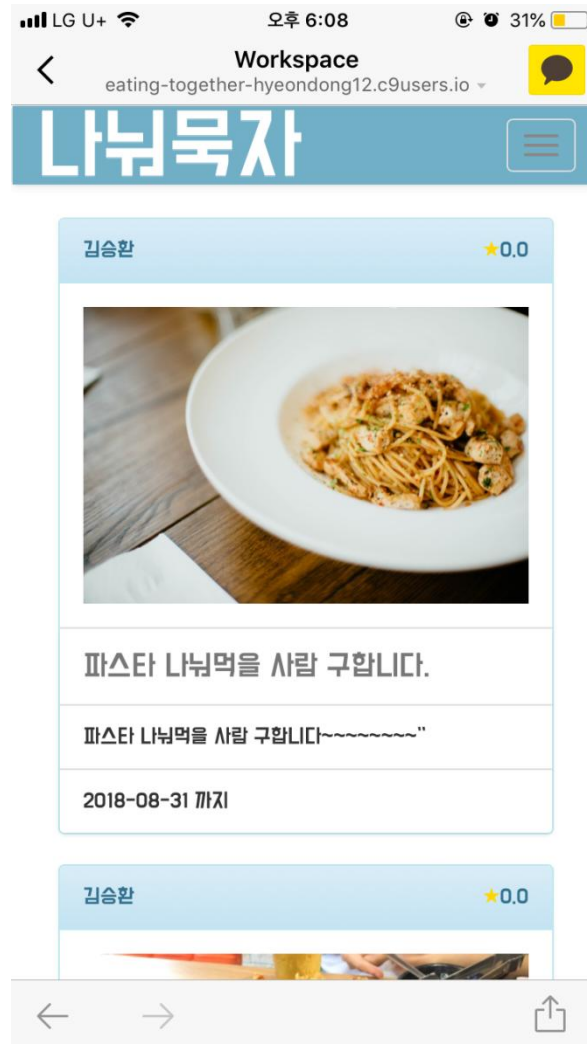 LG U+ 오후 6:08 31%
Workspace
eating-together-hyeondong12.c9users.io
나눠묵자
김승환 ★0.0
파스타 나눠먹을 사람 구합니다.
파스타 나눠먹을 사람 구합니다~~~~~~~~"
2018-08-31 까지
김승환 ★0.0